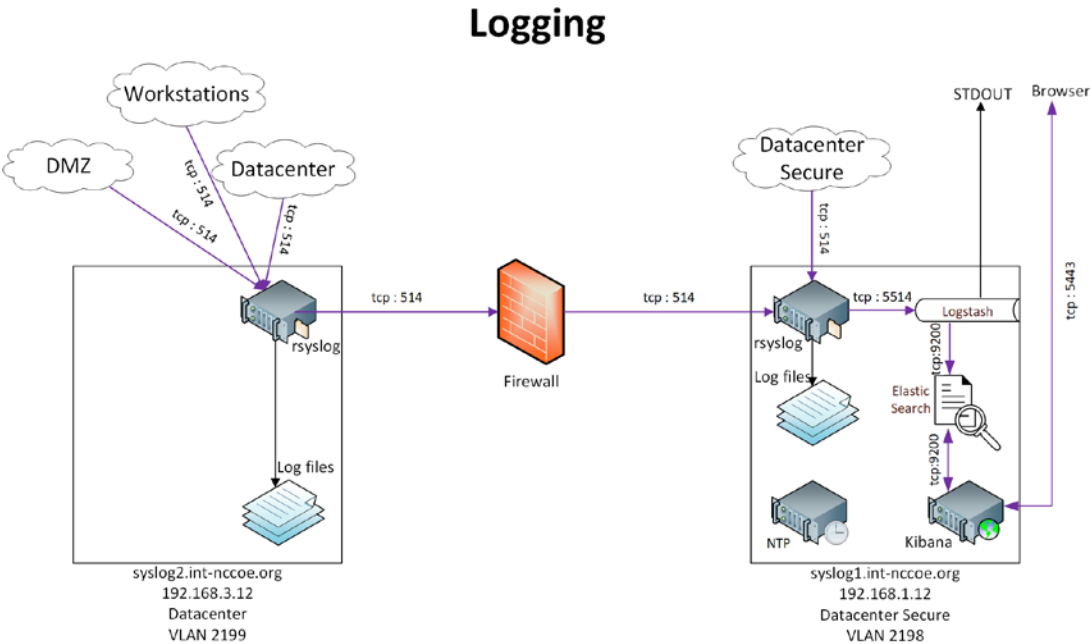 Logging
Workstations
DMZ
Datacenter
tcp : 514
tcp : 514
tcp : 514
rsyslog
Log files
tcp : 514
Firewall
tcp : 514
Datacenter
Secure
tcp : 514
STDOUT
Browser
rsyslog
tcp : 5514
Logstash
tcp : 5443
Log files
tcp:9200
Elastic
Search
tcp:9200
NTP
Kibana
syslog2.int-nccoe.org
192.168.3.12
Datacenter
VLAN 2199
syslog1.int-nccoe.org
192.168.1.12
Datacenter Secure
VLAN 2198